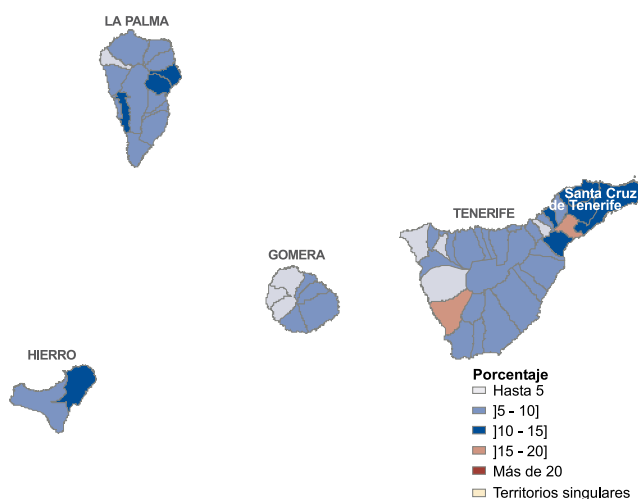 LA PALMA
Santa Cruz
de Tenerife
TENERIFE
GOMERA
HIERRO
Porcentaje
Hasta 5
]5 - 10]
]10 - 15]
]15 - 20]
Más de 20
Territorios singulares